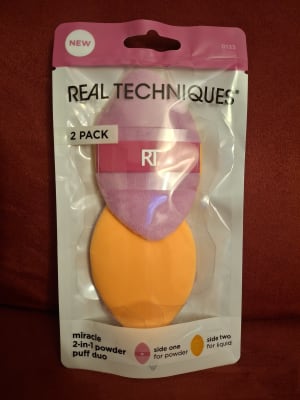 NEW
REAL TECHNIQUES
2 PACK
RT
miracle
2-in-1 powder
puff duo
side one
for powder
side two
for liquid